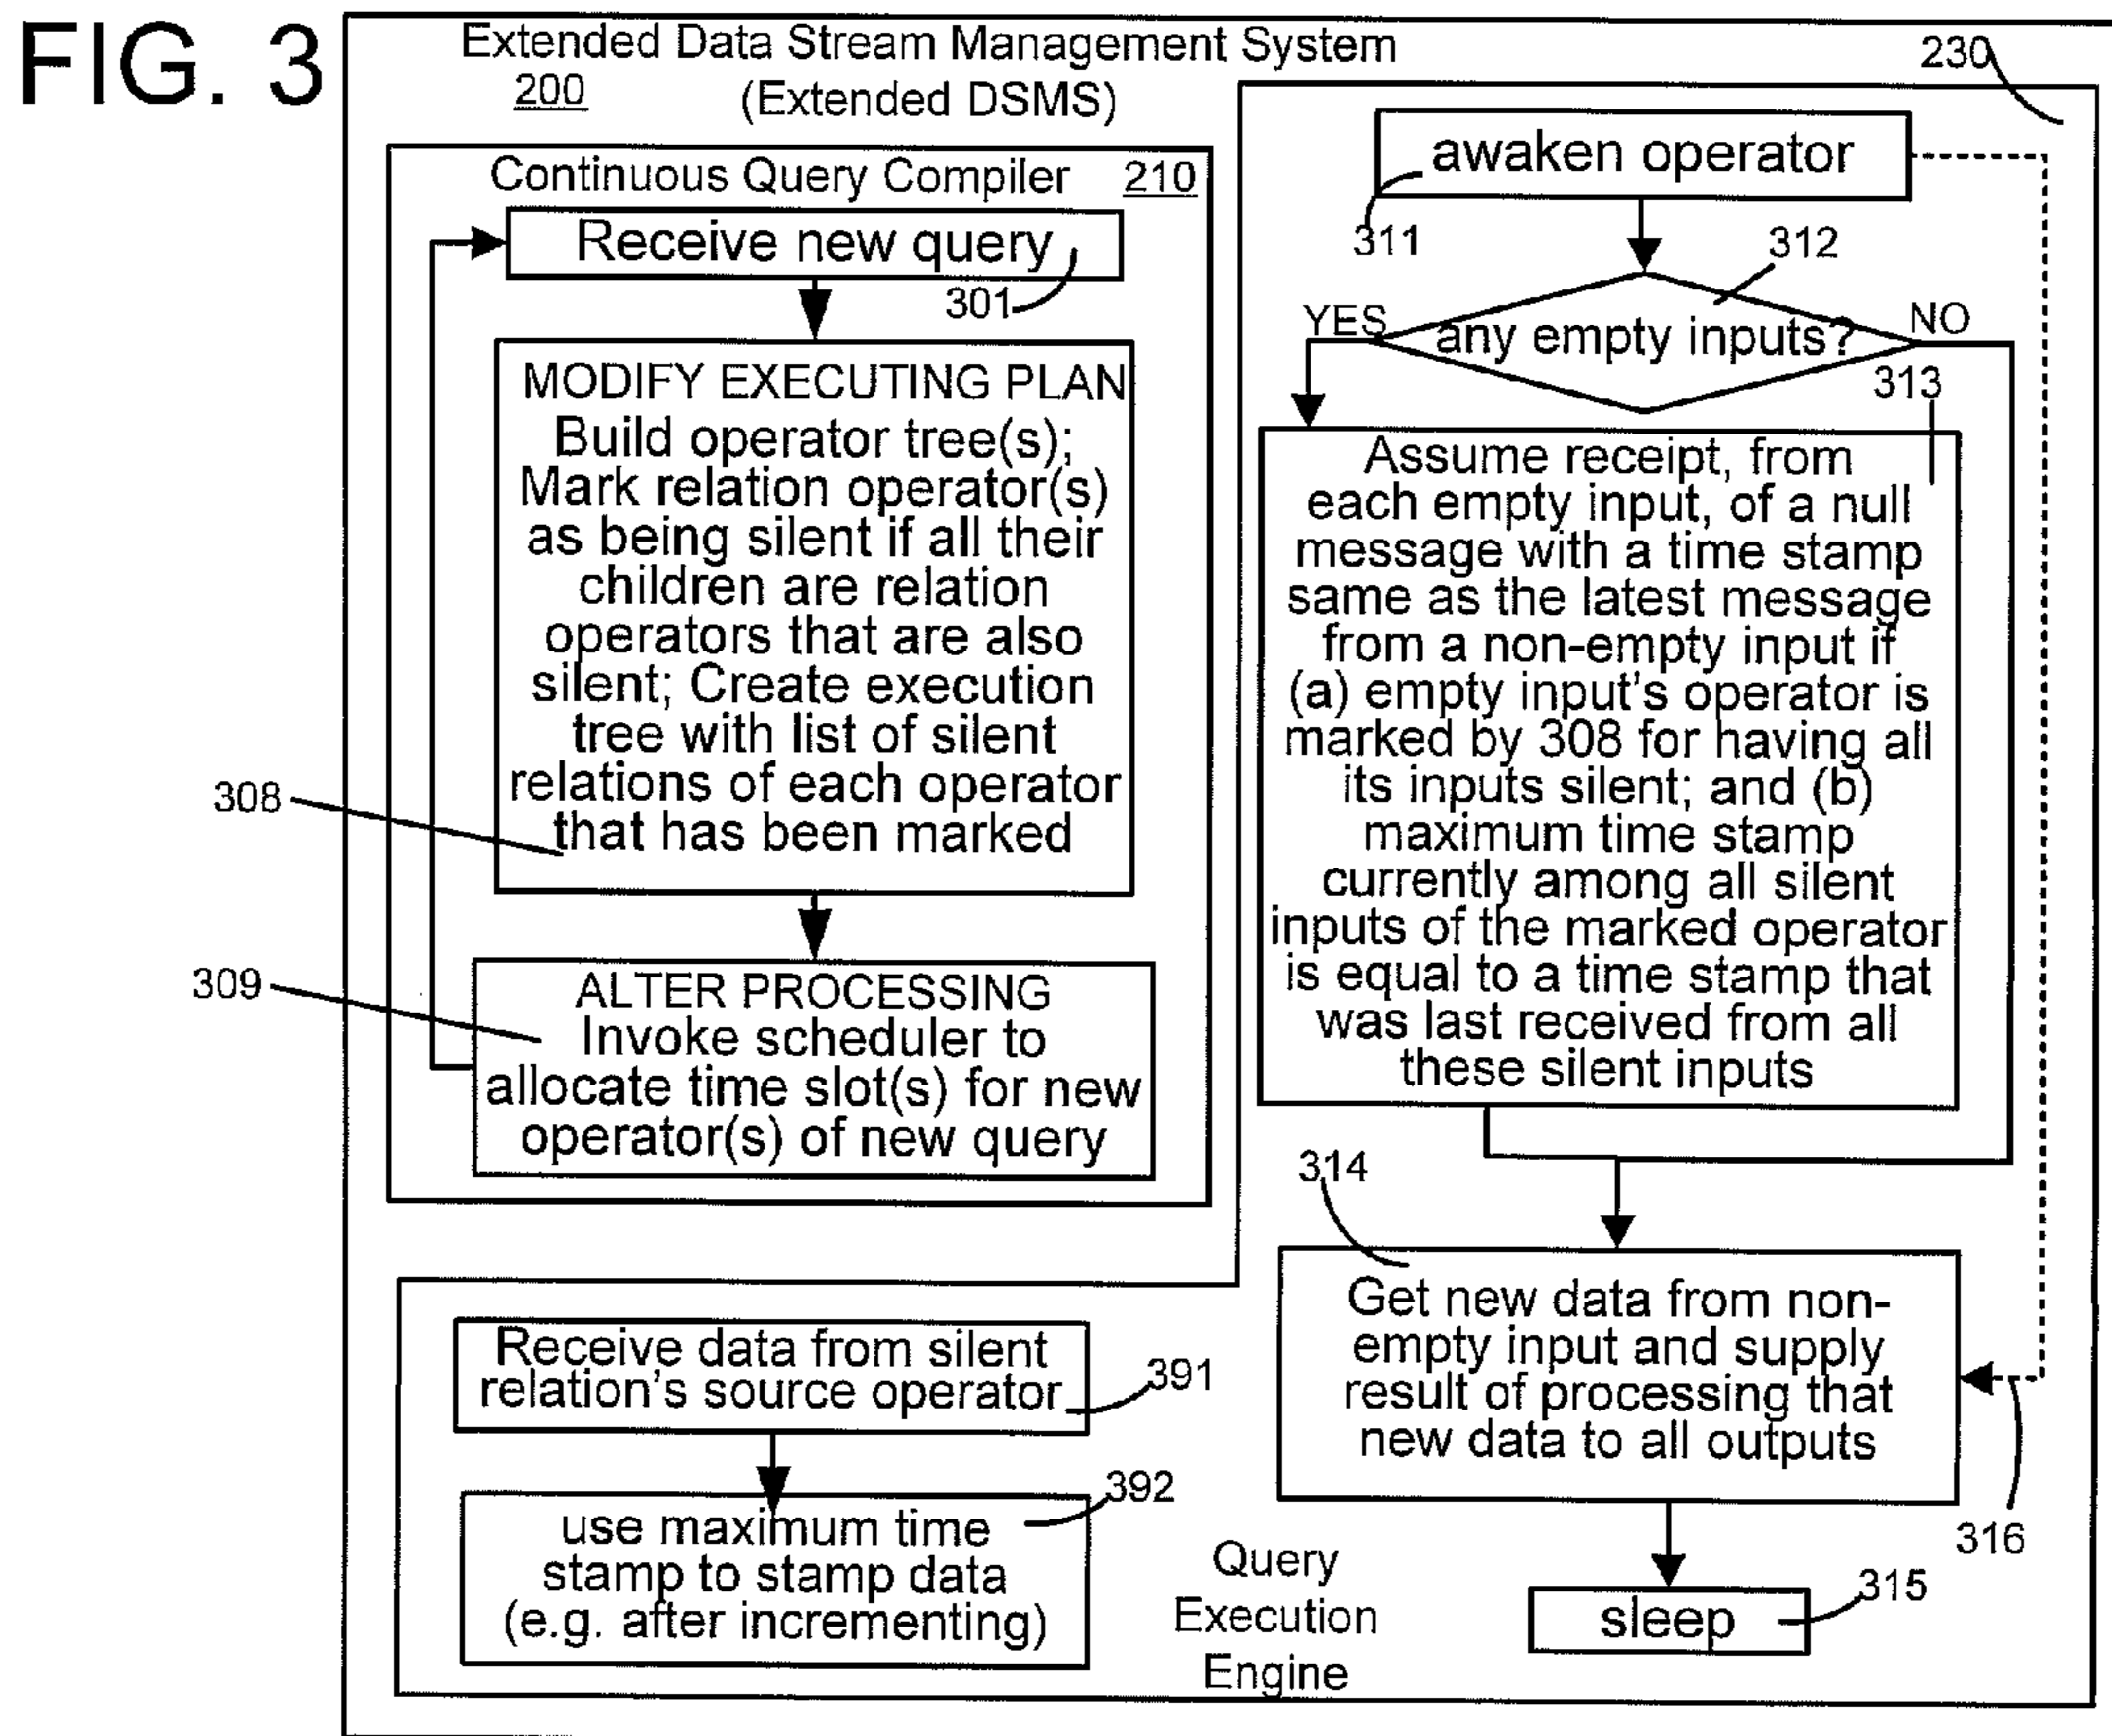 FIG. 3
Extended Data Stream Management System
200
(Extended DSMS)
230
Continuous Query Compiler 210
Receive new query
301
MODIFY EXECUTING PLAN
Build operator tree(s);
Mark relation operator(s)
as being silent if all their
children are relation
operators that are also
silent; Create execution
tree with list of silent
relations of each operator
that has been marked
308
309
ALTER PROCESSING
Invoke scheduler to
allocate time slot(s) for new
operator(s) of new query
awaken operator
311
312
YES
any empty inputs?
NO
313
Assume receipt, from
each empty input, of a null
message with a time stamp
same as the latest message
from a non-empty input if
(a) empty input's operator is
marked by 308 for having all
its inputs silent; and (b)
maximum time stamp
currently among all silent
inputs of the marked operator
is equal to a time stamp that
was last received from all
these silent inputs
314
Get new data from non-
empty input and supply
result of processing that
new data to all outputs
316
sleep
315
Receive data from silent
relation's source operator
391
use maximum time
stamp to stamp data
(e.g. after incrementing)
392
Query
Execution
Engine